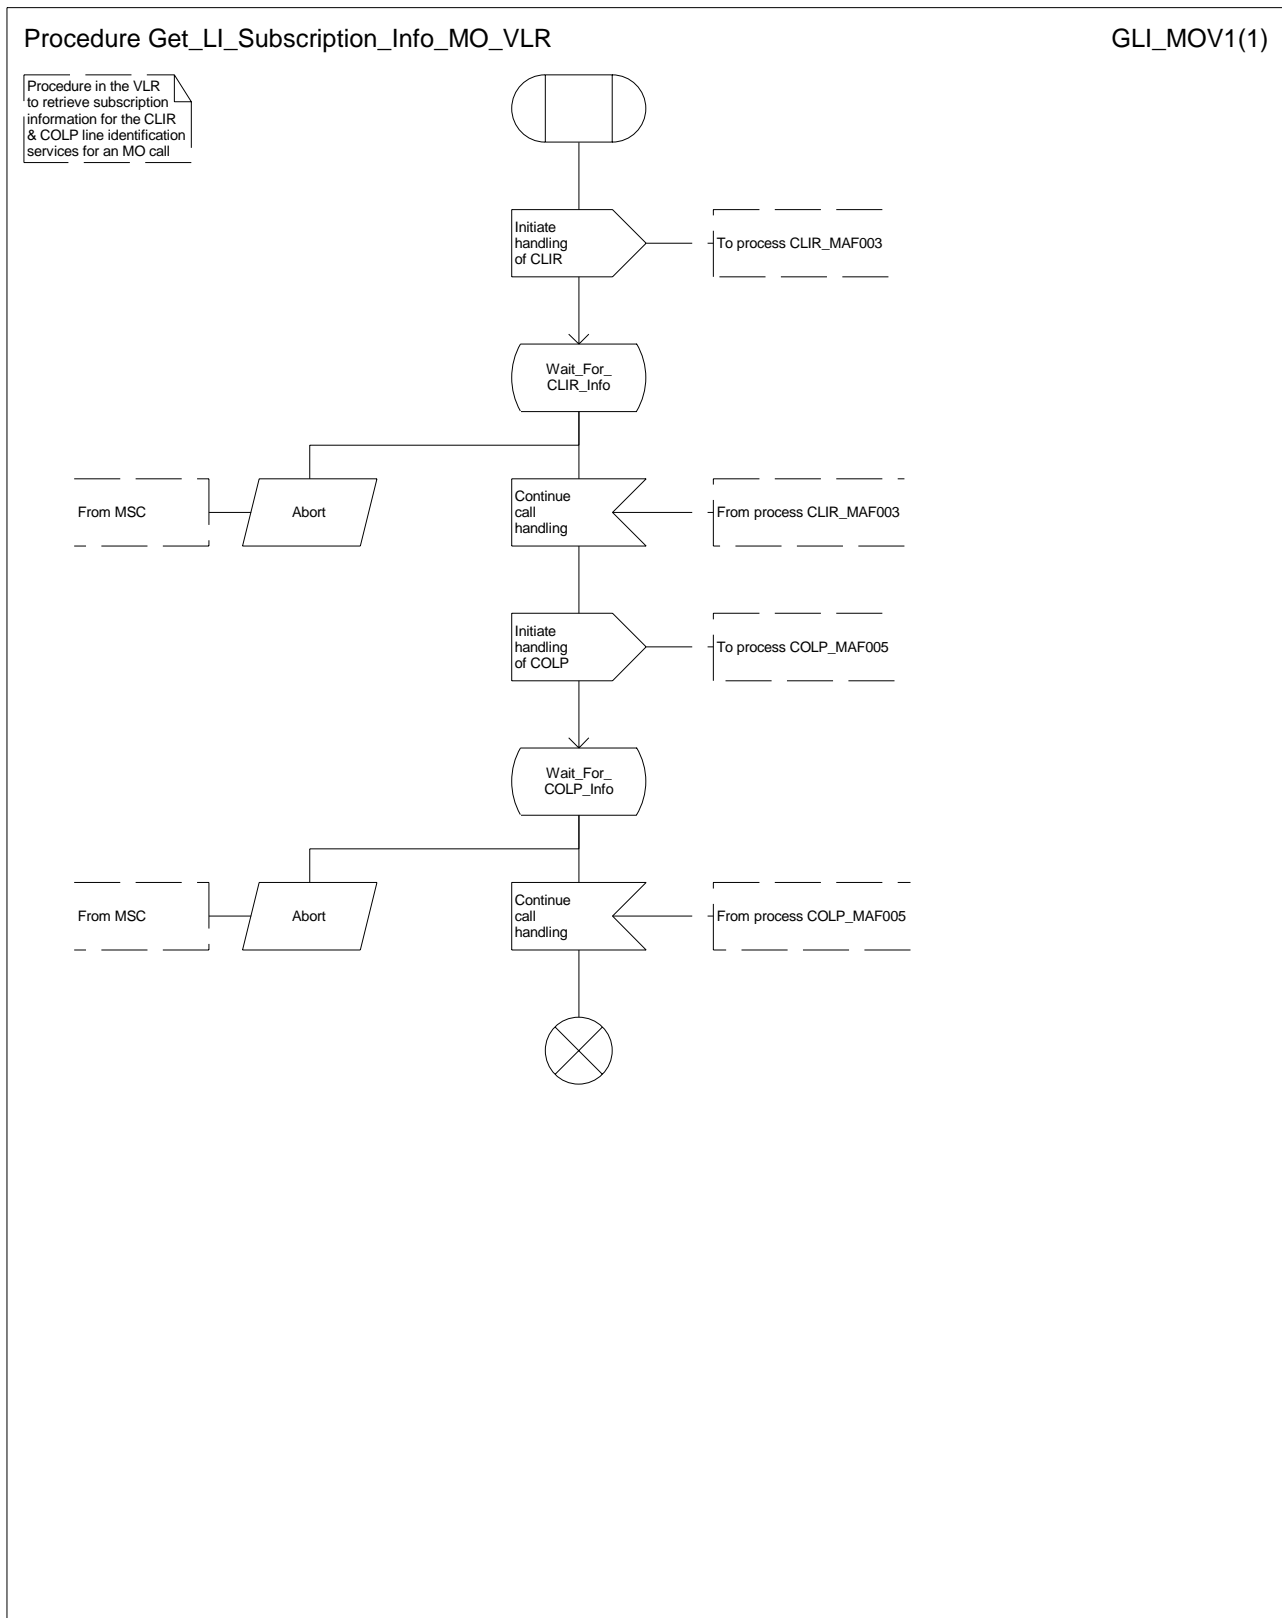 Procedure Get_LI_Subscription_Info_MO_VLR
GLI_MOV1(1)
Procedure in the VLR
to retrieve subscription
information for the CLIR
& COLP line identification
services for an MO call
Initiate
handling
of CLIR
To process CLIR_MAF003
Wait_For_
CLIR_Info
From MSC
Abort
Continue
call
handling
From process CLIR_MAF003
Initiate
handling
of COLP
To process COLP_MAF005
Wait_For_
COLP_Info
From MSC
Abort
Continue
call
handling
From process COLP_MAF005